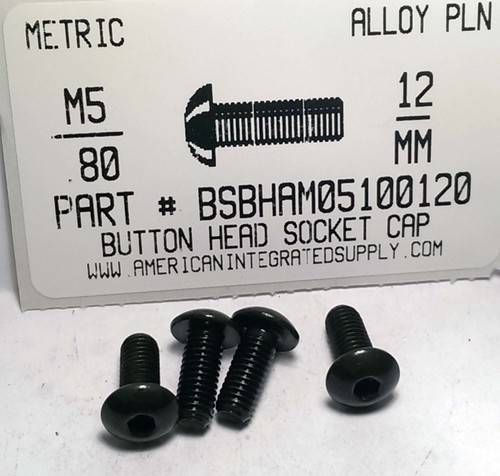 METRIC
ALLOY PLN
M5
.80
12
MM
PART # BSBHAM05100120
BUTTON HEAD SOCKET CAP
WWW.AMERICANINTEGRATEDSUPPLY.COM